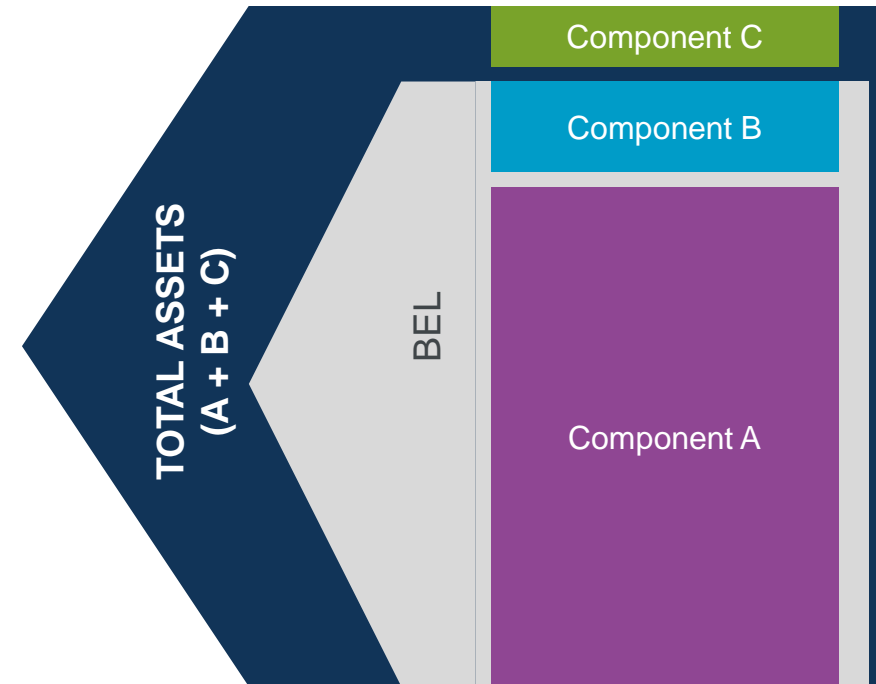 TOTAL ASSETS
(A + B + C)
BEL
Component C
Component B
Component A